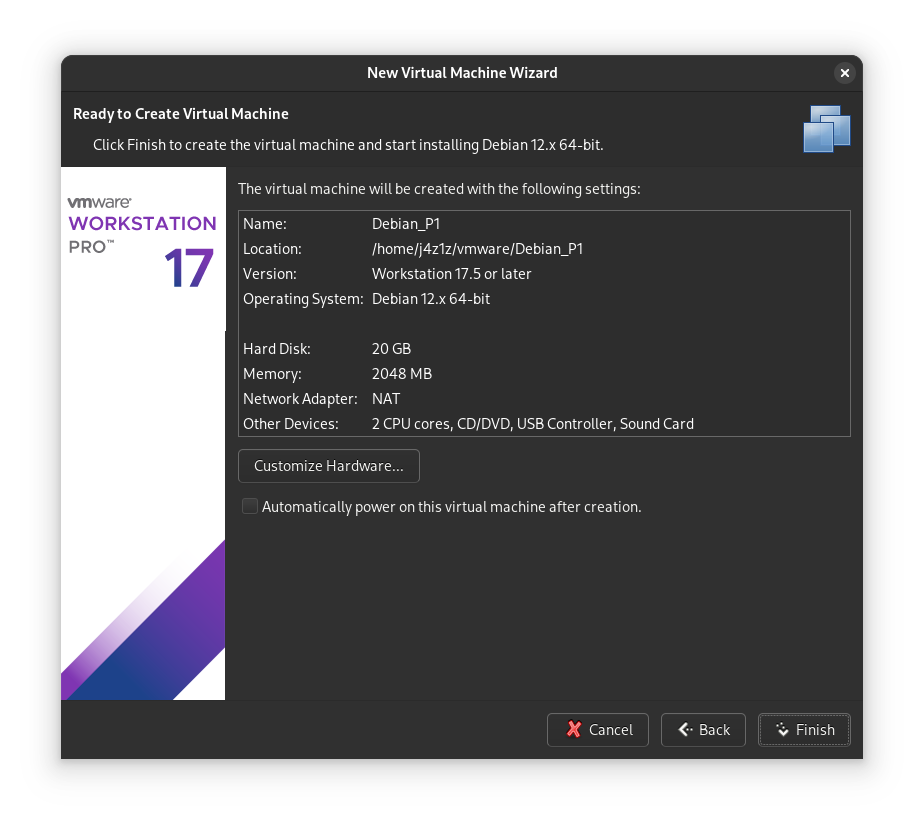 New Virtual Machine Wizard
Ready to Create Virtual Machine
Click Finish to create the virtual machine and start installing Debian 12.x 64-bit.
vmware®
WORKSTATION
PRO™
17
The virtual machine will be created with the following settings:
Name: Debian_P1
Location: /home/j4z1z/vmware/Debian_P1
Version: Workstation 17.5 or later
Operating System: Debian 12.x 64-bit
Hard Disk: 20 GB
Memory: 2048 MB
Network Adapter: NAT
Other Devices: 2 CPU cores, CD/DVD, USB Controller, Sound Card
Customize Hardware...
Automatically power on this virtual machine after creation.
Cancel Back Finish